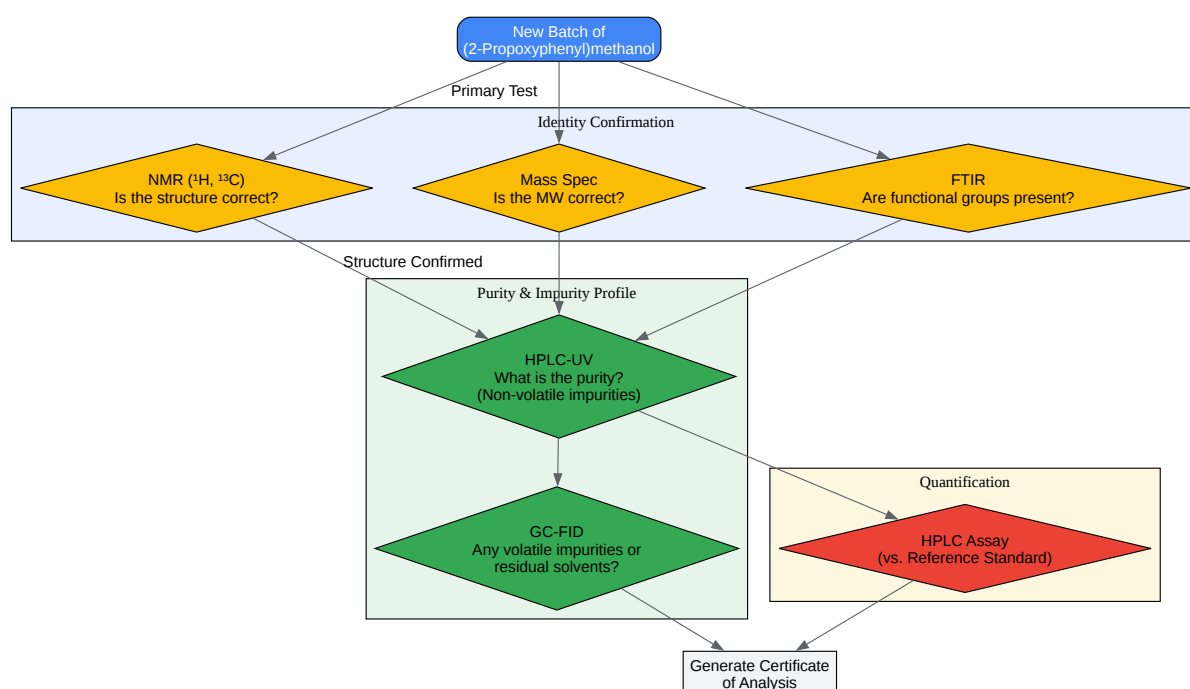 New Batch of
(2-Propoxyphenyl)methanol
Primary Test
Identity Confirmation
NMR (¹H, ¹³C)
Is the structure correct?
Mass Spec
Is the MW correct?
FTIR
Are functional groups present?
Structure Confirmed
Purity & Impurity Profile
HPLC-UV
What is the purity?
(Non-volatile impurities)
Quantification
GC-FID
Any volatile impurities or
residual solvents?
HPLC Assay
(vs. Reference Standard)
Generate Certificate
of Analysis